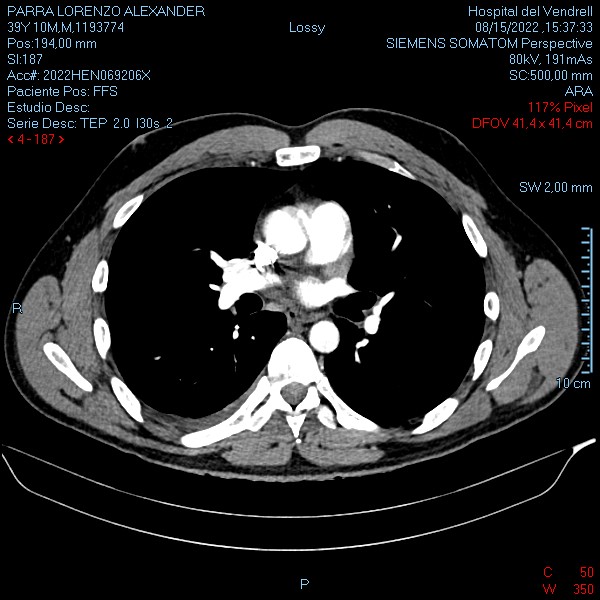 PARRA LORENZO ALEXANDER
39Y 10M,M,1193774
Pos:194,00 mm
SI:187
Acc#: 2022HEN069206X
Paciente Pos: FFS
Estudio Desc:
Serie Desc: TEP 2.0 I30s 2
< 4 - 187 >
Lossy
Hospital del Vendrell
08/15/2022 ,15:37:33
SIEMENS SOMATOM Perspective
80kV, 191mAs
SC:500,00 mm
ARA
117% Pixel
DFOV 41,4 x 41,4 cm
SW 2,00 mm
R
10 cm
P
C 50
W 350